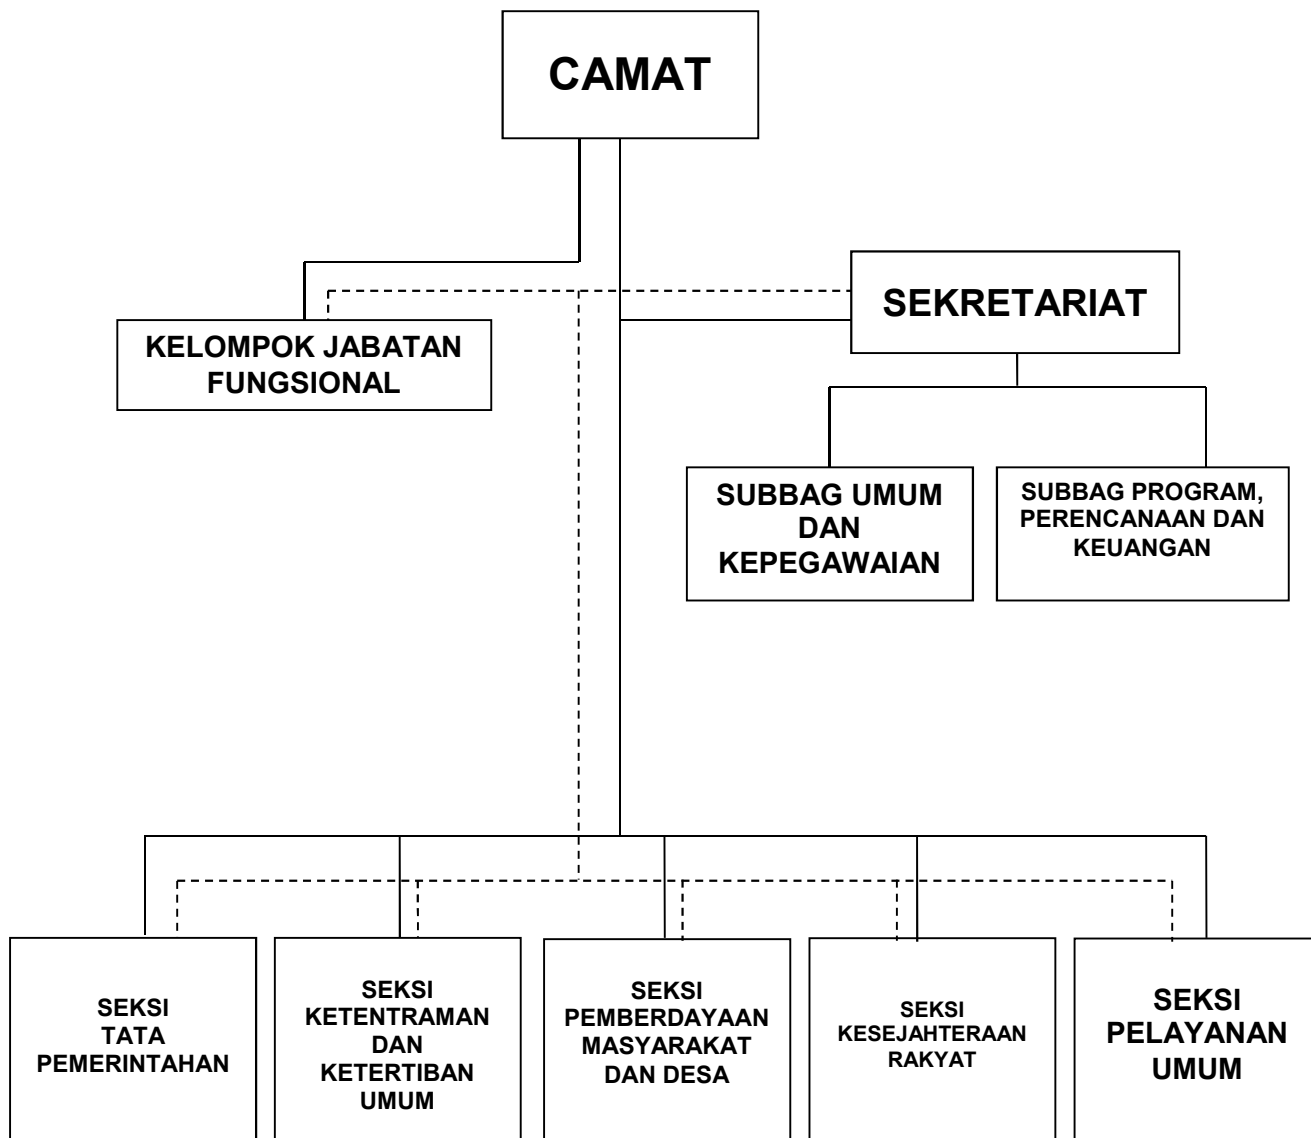 CAMAT
SEKRETARIAT
KELOMPOK JABATAN
FUNGSIONAL
SUBBAG UMUM
DAN
KEPEGAWAIAN
SUBBAG PROGRAM,
PERENCANAAN DAN
KEUANGAN
SEKSI
TATA
PEMERINTAHAN
SEKSI
KETENTRAMAN
DAN
KETERTIBAN
UMUM
SEKSI
PEMBERDAYAAN
MASYARAKAT
DAN DESA
SEKSI
KESEJAHTERAAN
RAKYAT
SEKSI
PELAYANAN
UMUM